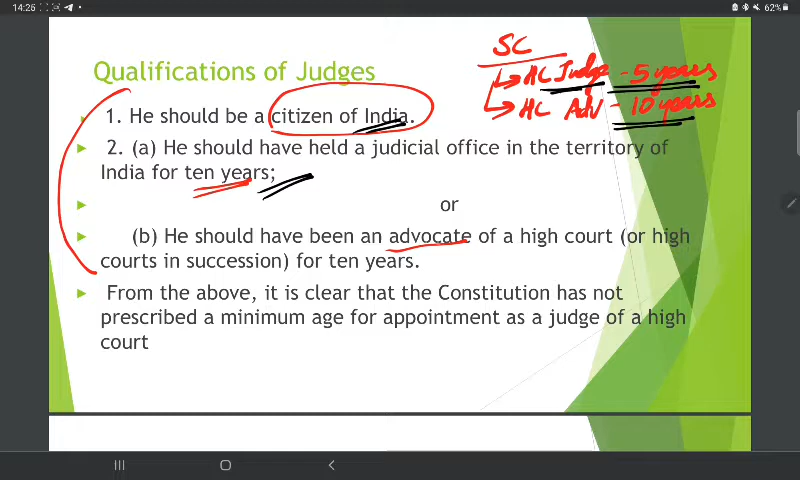 14:25
62%
SC
Qualifications of Judges
HC Judge - 5 years
HC Adv - 10 years
1. He should be a citizen of India.
2. (a) He should have held a judicial office in the territory of
India for ten years;
or
(b) He should have been an advocate of a high court (or high
courts in succession) for ten years.
From the above, it is clear that the Constitution has not
prescribed a minimum age for appointment as a judge of a high
court